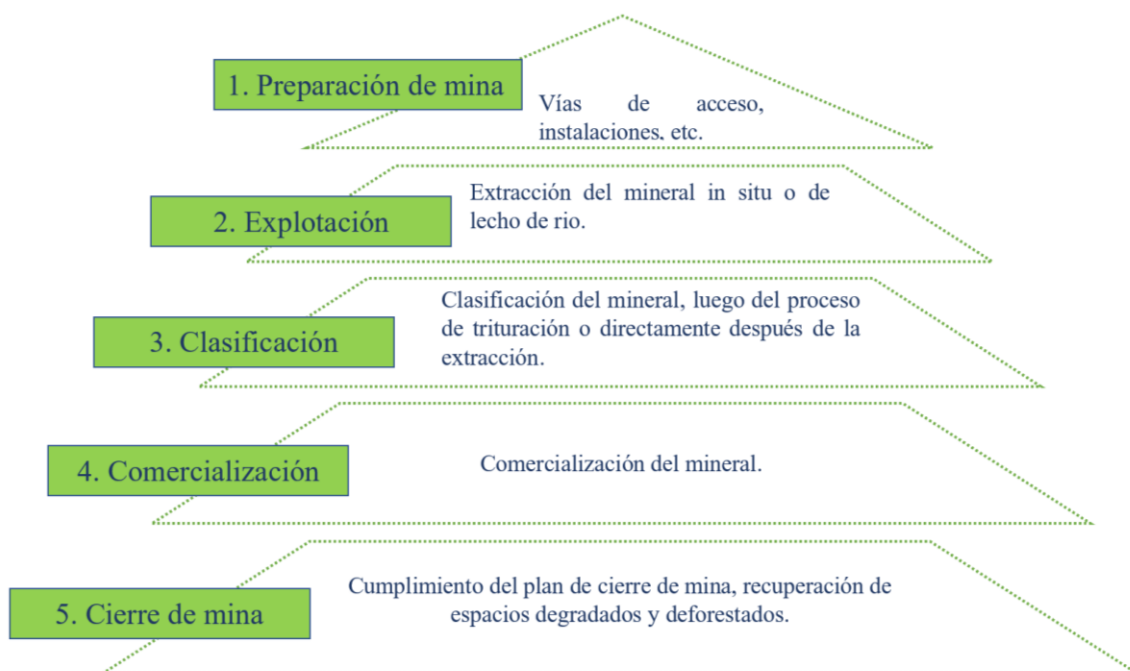 1. Preparación de mina
Vías de acceso,
instalaciones, etc.
2. Explotación
Extracción del mineral in situ o de
lecho de rio.
3. Clasificación
Clasificación del mineral, luego del proceso
de trituración o directamente después de la
extracción.
4. Comercialización
Comercialización del mineral.
5. Cierre de mina
Cumplimiento del plan de cierre de mina, recuperación de
espacios degradados y deforestados.